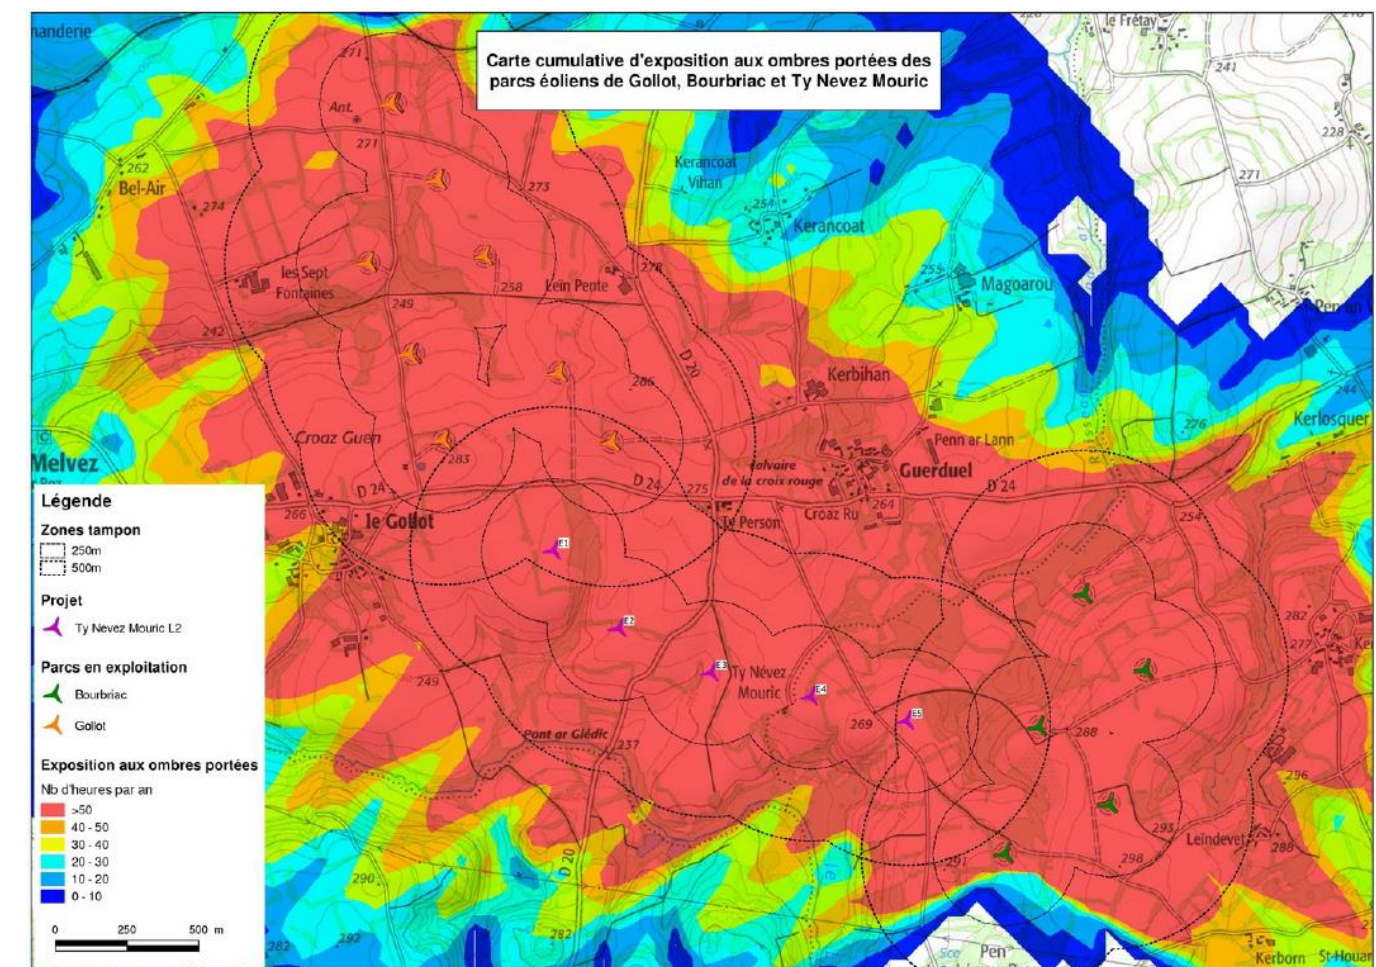 Carte cumulative d'exposition aux ombres portées des
parcs éoliens de Gollot, Bourbriac et Ty Nevez Mouric
le Frétay
241
228
271
271
Ant.
271
262
Bel-Air
274
273
Kerancoat
Vihan
254
Kerancoat
255
Magoarou
les Sept
Fontaines
258
Lein Pente
278
249
242
D 20
286
Kerbihan
244
Kerlosquer
276
Penn ar Lann
Croaz Guen
283
Calvaire
de la croix rouge
Guerduel
Melvez
D 24
D 24
275
D 24
266
le Gollot
Ty Person
Croaz Ru
264
254
E1
E2
E3
E4
E5
Ty Nevez
Mouric
282
277
249
269
288
Pont ar Glédic
237
296
293
Leindevet
288
291
298
D 20
290
292
282
282
Sce
Pen
Kerborn
St-Houar
Légende
Zones tampon
250m
500m
Projet
Ty Nevez Mouric L2
Parcs en exploitation
Bourbriac
Gollot
Exposition aux ombres portées
Nb d'heures par an
>50
40 - 50
30 - 40
20 - 30
10 - 20
0 - 10
0 250 500 m